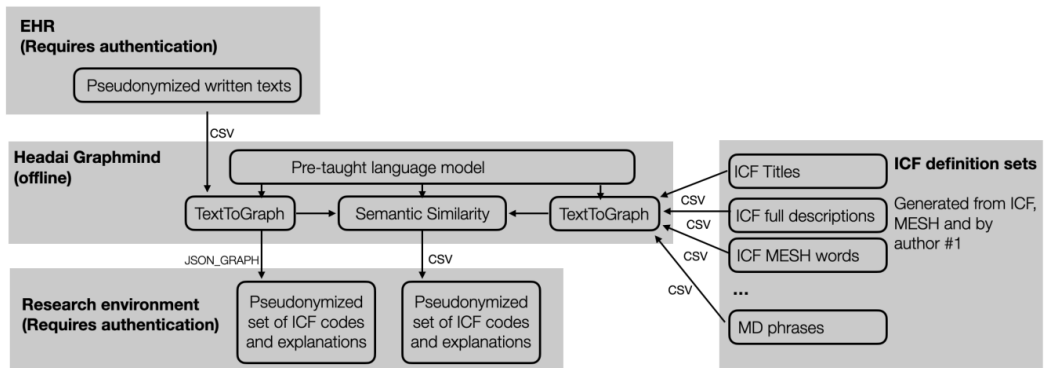 EHR
(Requires authentication)
Pseudonymized written texts
CSV
Headai Graphmind
(offline)
Pre-taught language model
TextToGraph
Semantic Similarity
TextToGraph
JSON_GRAPH
CSV
Research environment
(Requires authentication)
Pseudonymized
set of ICF codes
and explanations
Pseudonymized
set of ICF codes
and explanations
ICF definition sets
Generated from ICF,
MESH and by
author #1
ICF Titles
CSV
ICF full descriptions
CSV
ICF MESH words
CSV
...
CSV
MD phrases